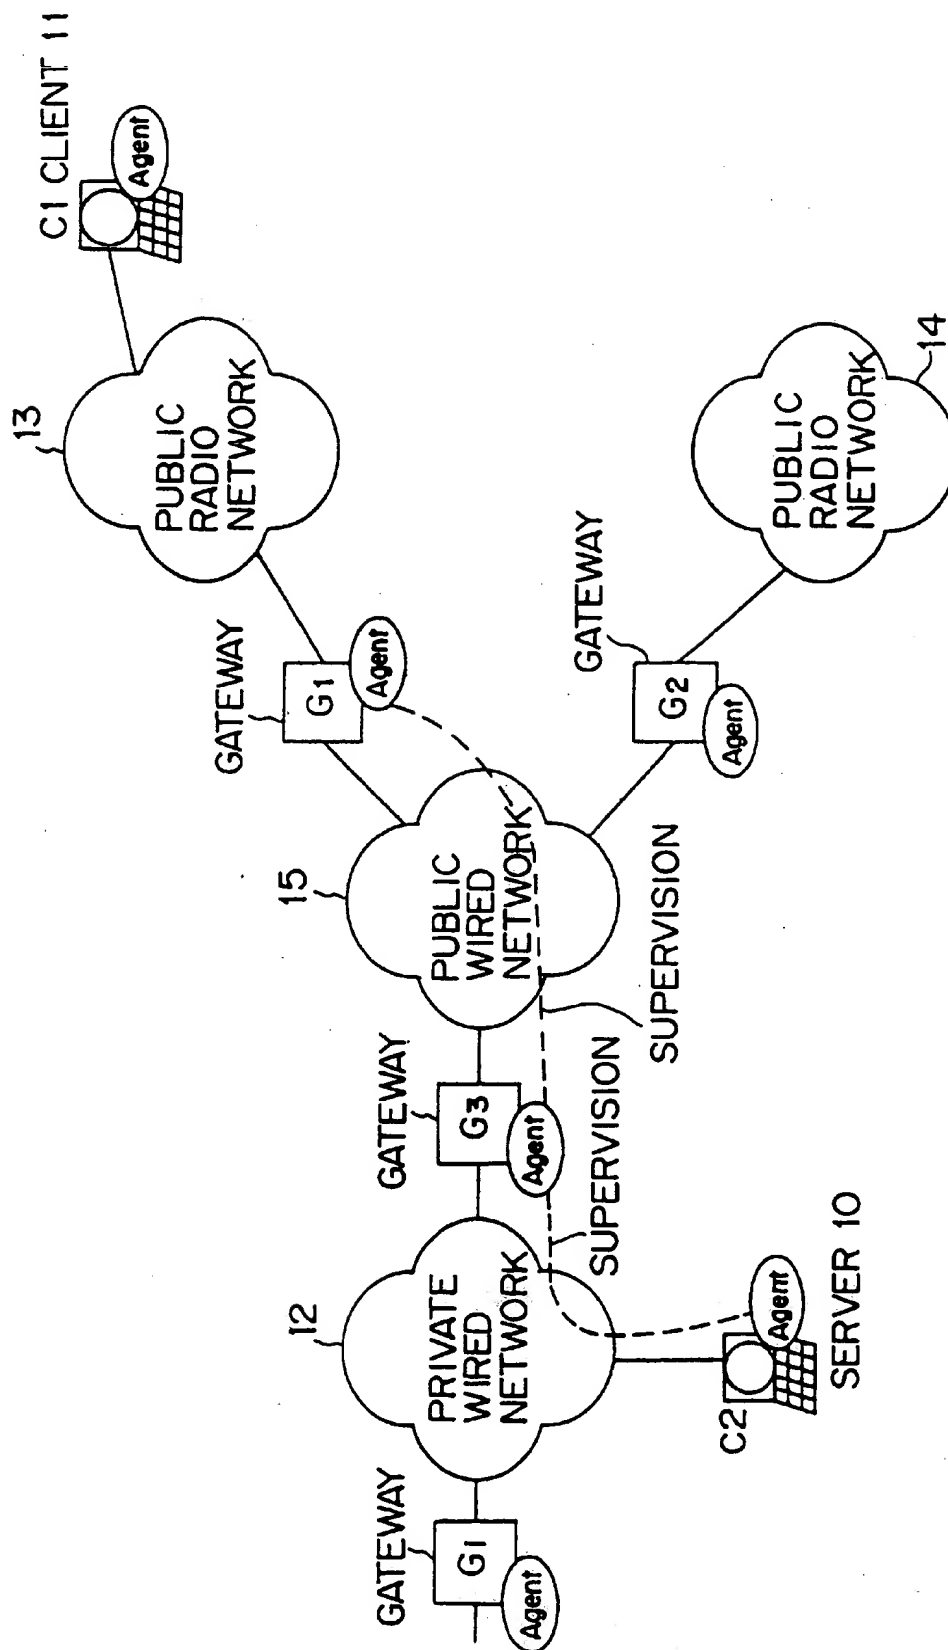 C1 CLIENT 11
Agent
13
PUBLIC
RADIO
NETWORK
GATEWAY
G1
Agent
GATEWAY
G2
Agent
PUBLIC
RADIO
NETWORK
14
15
PUBLIC
WIRED
NETWORK
SUPERVISION
SUPERVISION
GATEWAY
G3
Agent
12
PRIVATE
WIRED
NETWORK
GATEWAY
G1
Agent
C2
Agent
SERVER 10